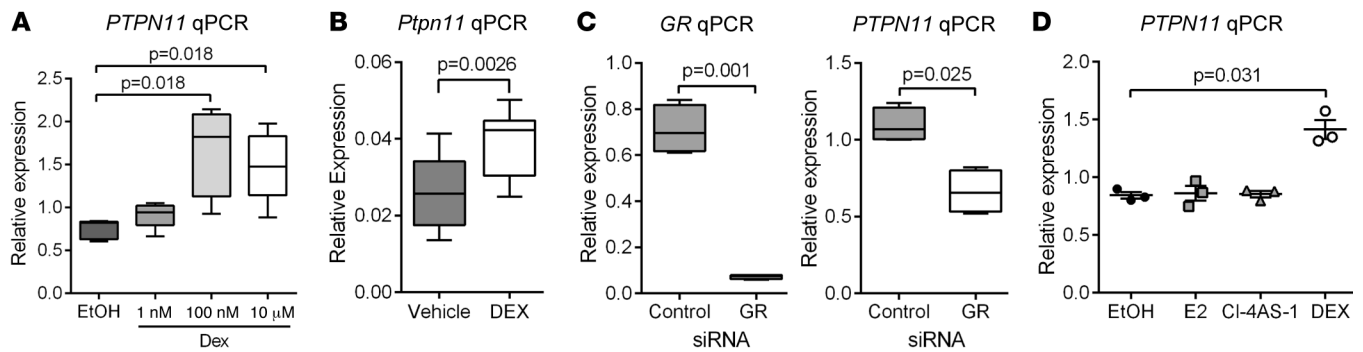 A
PTPN11 qPCR
p=0.018
p=0.018
Relative expression
2.5
2.0
1.5
1.0
0.5
0.0
EtOH 1 nM 100 nM 10 μM
Dex
B
Ptpn11 qPCR
p=0.0026
Relative Expression
0.06
0.04
0.02
0.00
Vehicle DEX
C
GR qPCR
p=0.001
Relative expression
1.0
0.8
0.6
0.4
0.2
0.0
Control GR
siRNA
PTPN11 qPCR
p=0.025
Relative expression
1.5
1.0
0.5
0.0
Control GR
siRNA
D
PTPN11 qPCR
p=0.031
Relative expression
2.0
1.5
1.0
0.5
0.0
EtOH E2 Cl-4AS-1 DEX